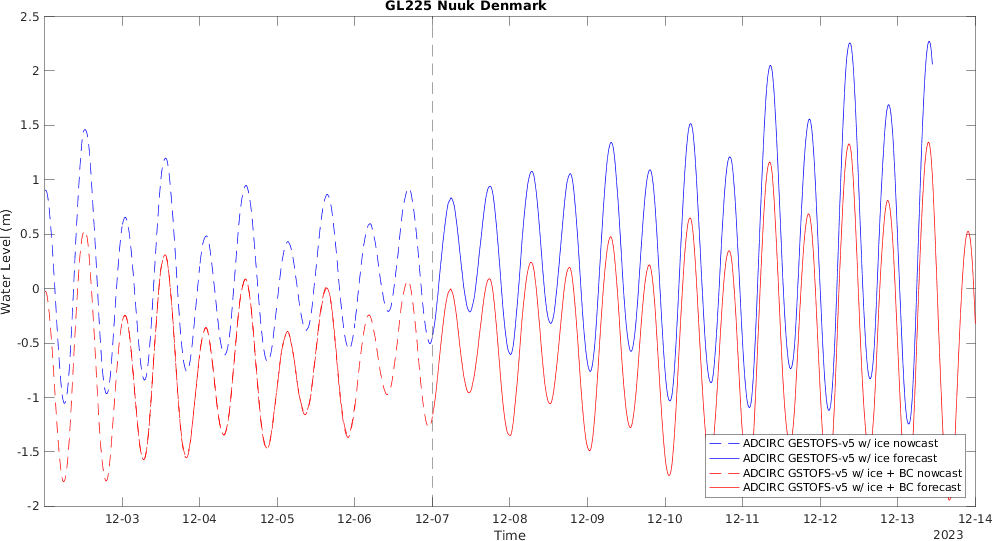 GL225 Nuuk Denmark
2.5
2
1.5
1
0.5
0
-0.5
-1
-1.5
-2
Water Level (m)
ADCIRC GESTOFS-v5 w/ ice nowcast
ADCIRC GESTOFS-v5 w/ ice forecast
ADCIRC GSTOFS-v5 w/ ice + BC nowcast
ADCIRC GSTOFS-v5 w/ ice + BC forecast
12-03 12-04 12-05 12-06 12-07 12-08 12-09 12-10 12-11 12-12 12-13 12-14
Time
2023